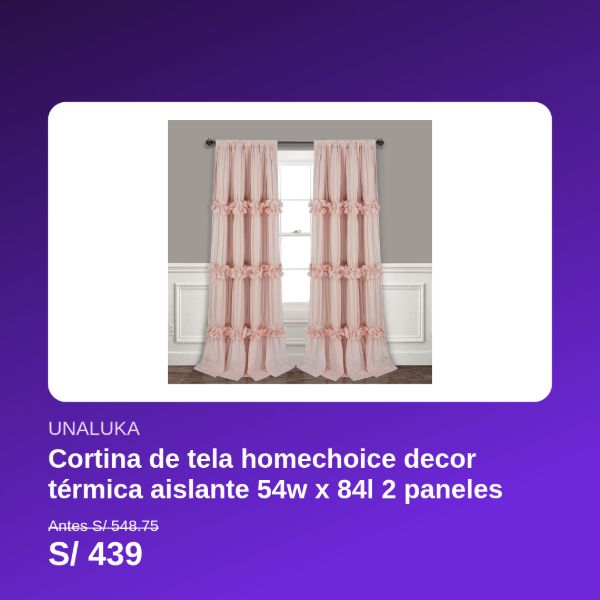 UNALUKA
Cortina de tela homechoice decor
térmica aislante 54w x 84l 2 paneles
Antes S/ 548.75
S/ 439